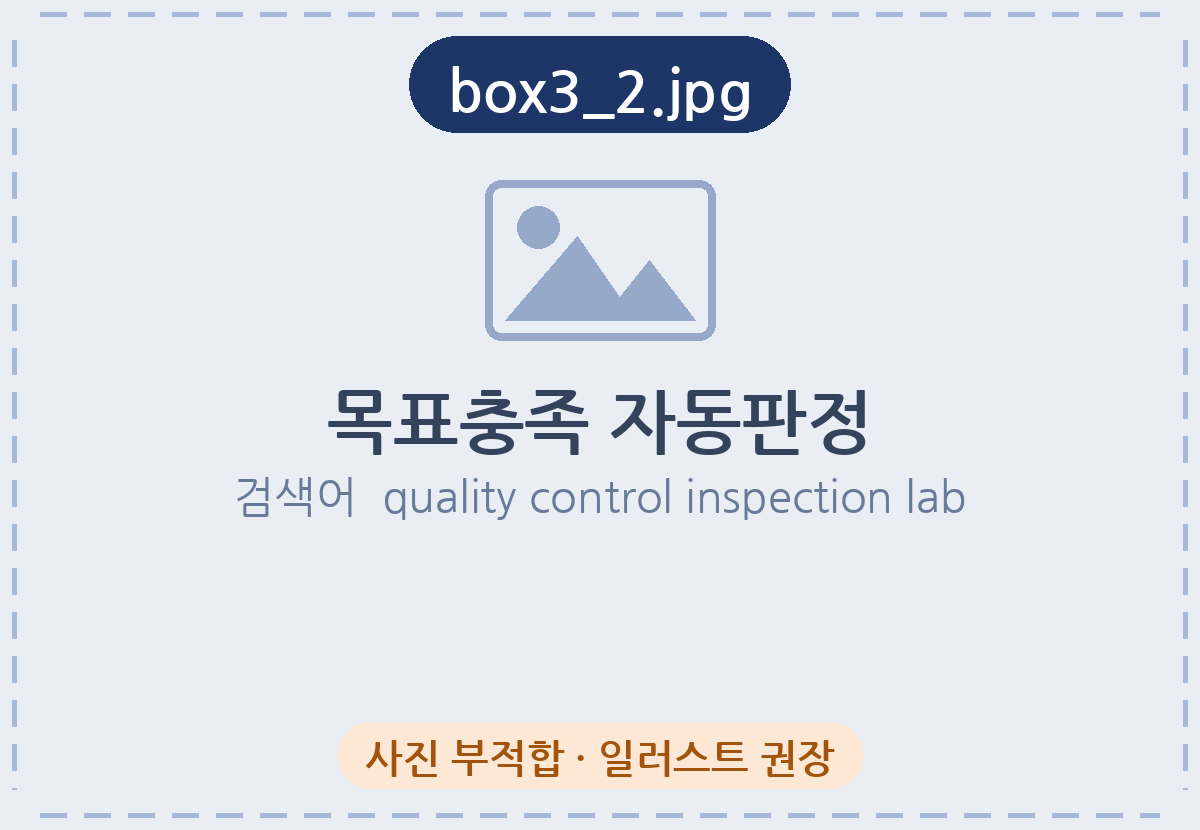 box3_2.jpg
목표충족 자동판정
검색어 quality control inspection lab
사진 부적합 · 일러스트 권장